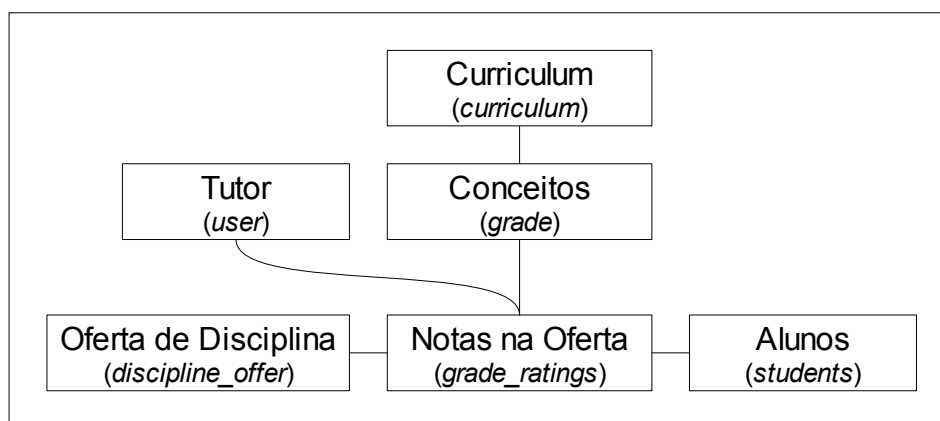 Curriculum
(curriculum)
Tutor
(user)
Conceitos
(grade)
Oferta de Disciplina
(discipline_offer)
Notas na Oferta
(grade_ratings)
Alunos
(students)